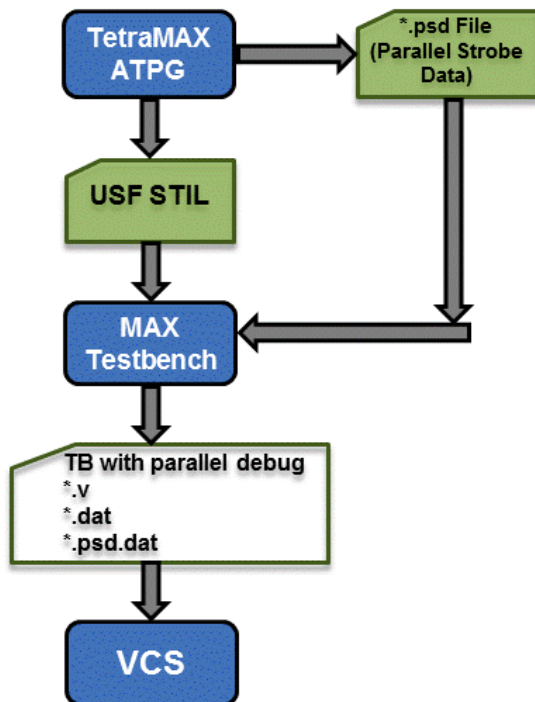 TetraMAX
ATPG
*.psd File
(Parallel Strobe
Data)
USF STIL
MAX
Testbench
TB with parallel debug
*.v
*.dat
*.psd.dat
VCS